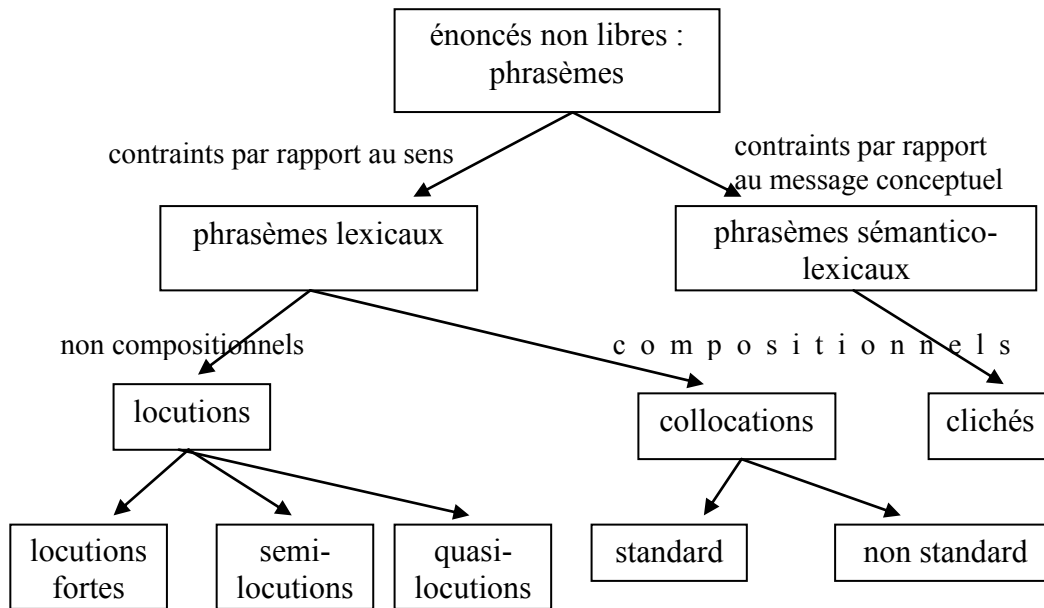 énoncés non libres :
phrasèmes
contraints par rapport au sens
contraints par rapport
au message conceptuel
phrasèmes lexicaux
phrasèmes sémantico-
lexicaux
non compositionnels
c o m p o s i t i o n n e l s
locutions
collocations
clichés
locutions
fortes
semi-
locutions
quasi-
locutions
standard
non standard